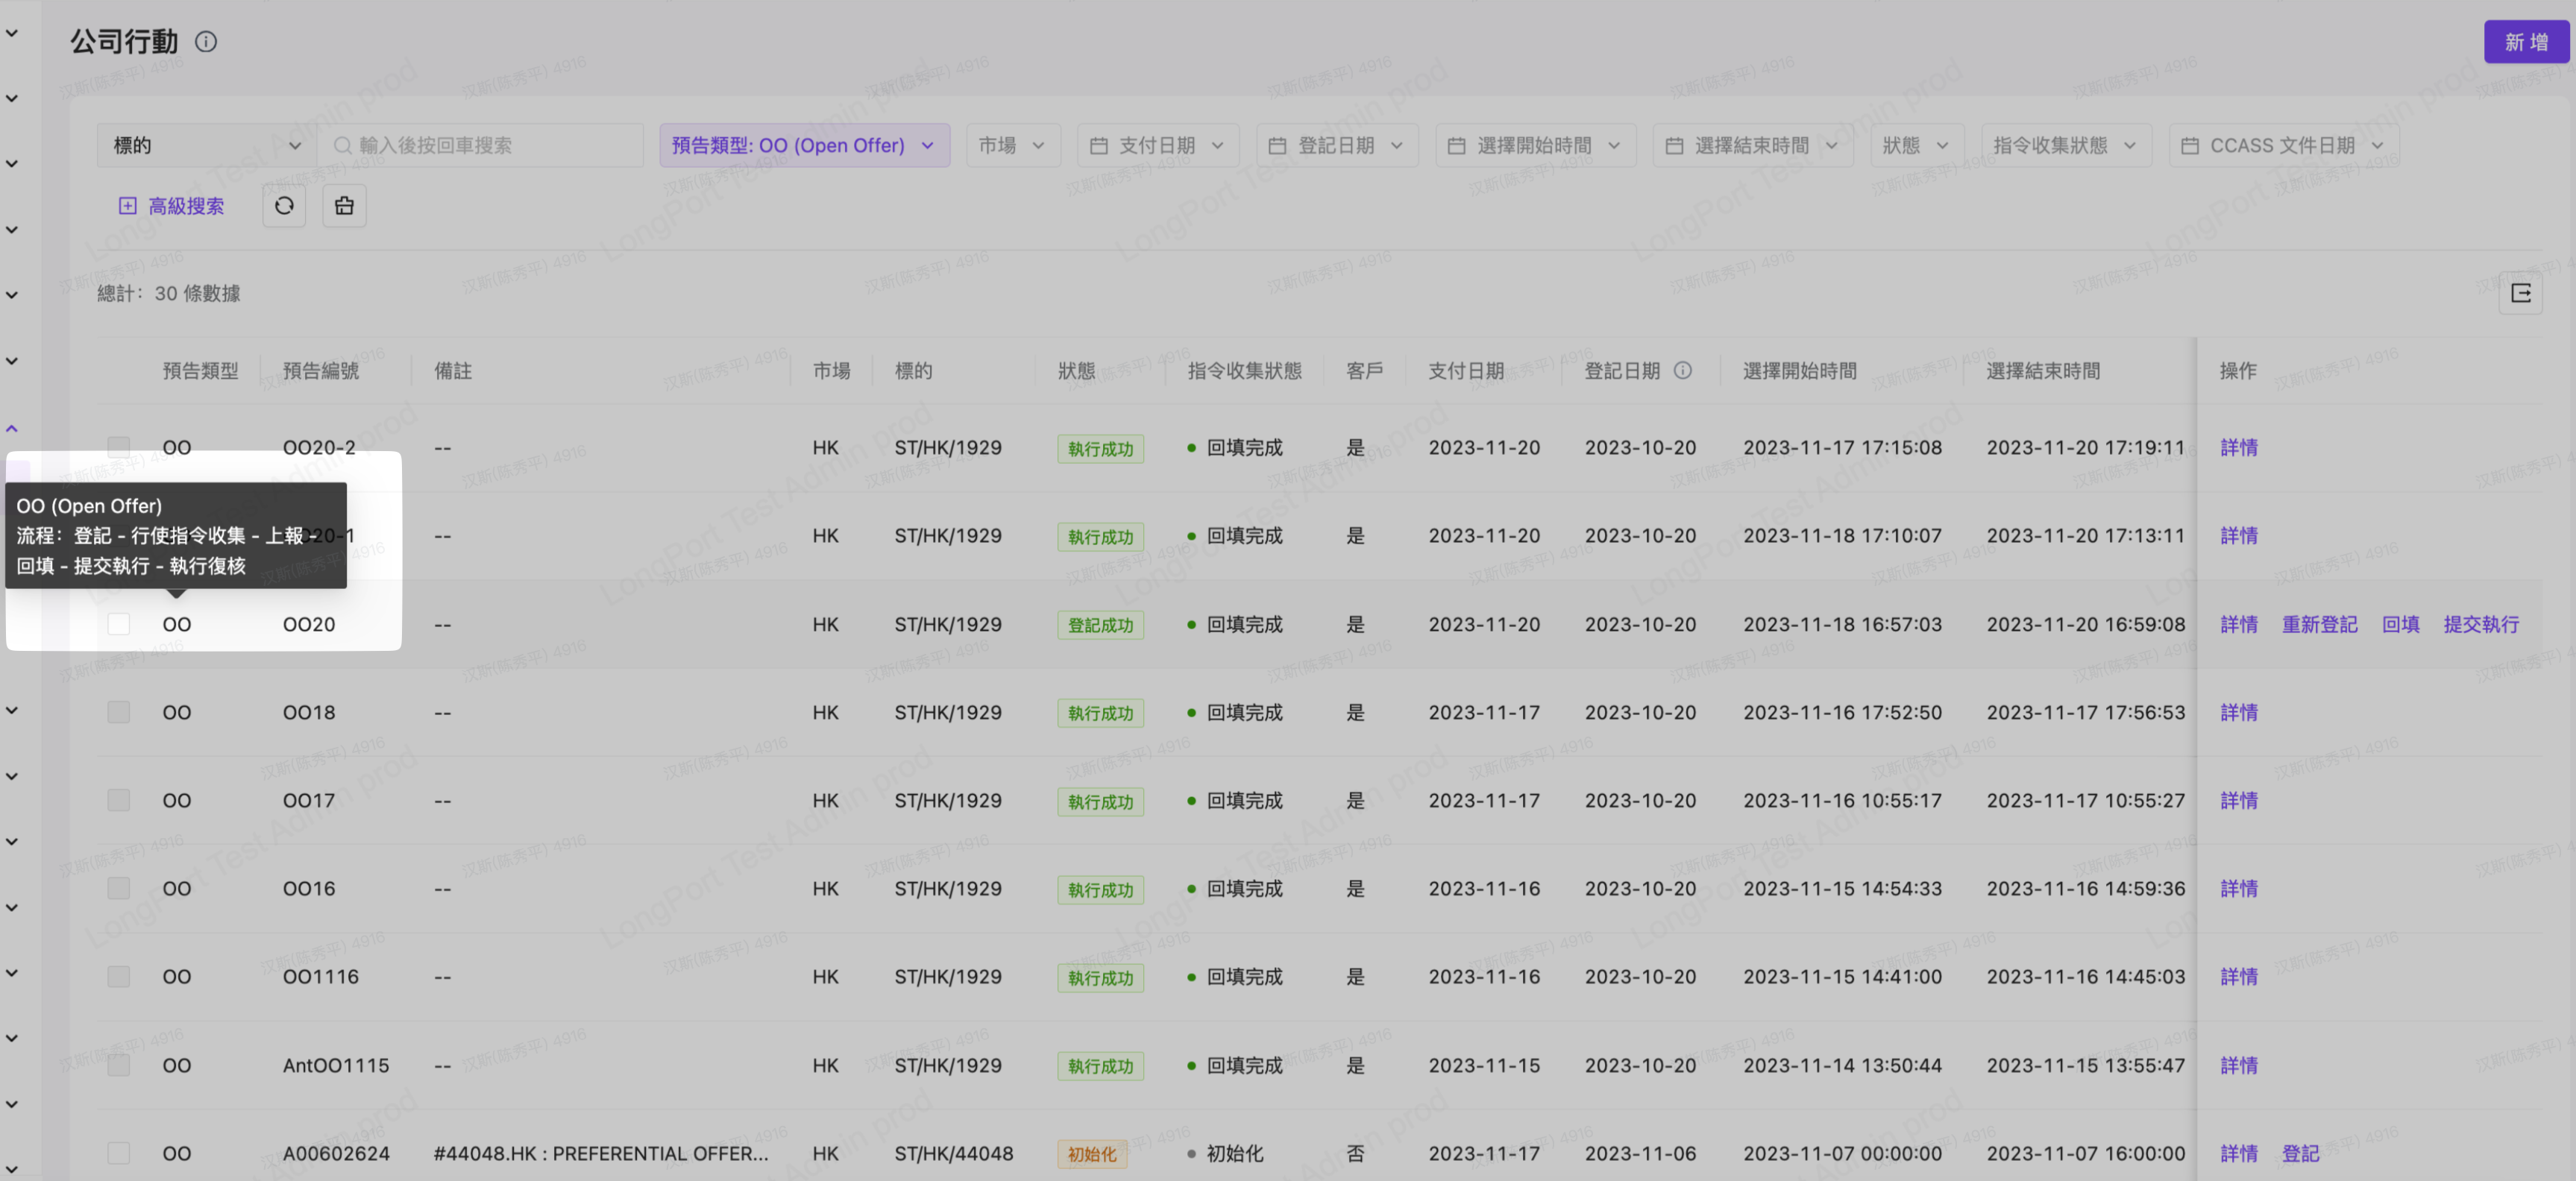 公司行動
新 增
標的 輸入後按回車搜索 預告類型: OO (Open Offer) 市場 支付日期 登記日期 選擇開始時間 選擇結束時間 狀態 指令收集狀態 CCASS 文件日期
高級搜索
總計：30 條數據
預告類型 預告編號 備註 市場 標的 狀態 指令收集狀態 客戶 支付日期 登記日期 選擇開始時間 選擇結束時間 操作
OO OO20-2 -- HK ST/HK/1929 執行成功 回填完成 是 2023-11-20 2023-10-20 2023-11-17 17:15:08 2023-11-20 17:19:11 詳情
OO (Open Offer)
流程：登記 - 行使指令收集 - 上報 -
回填 - 提交執行 - 執行復核
OO20-1 -- HK ST/HK/1929 執行成功 回填完成 是 2023-11-20 2023-10-20 2023-11-18 17:10:07 2023-11-20 17:13:11 詳情
OO OO20 -- HK ST/HK/1929 登記成功 回填完成 是 2023-11-20 2023-10-20 2023-11-18 16:57:03 2023-11-20 16:59:08 詳情 重新登記 回填 提交執行
OO OO18 -- HK ST/HK/1929 執行成功 回填完成 是 2023-11-17 2023-10-20 2023-11-16 17:52:50 2023-11-17 17:56:53 詳情
OO OO17 -- HK ST/HK/1929 執行成功 回填完成 是 2023-11-17 2023-10-20 2023-11-16 10:55:17 2023-11-17 10:55:27 詳情
OO OO16 -- HK ST/HK/1929 執行成功 回填完成 是 2023-11-16 2023-10-20 2023-11-15 14:54:33 2023-11-16 14:59:36 詳情
OO OO1116 -- HK ST/HK/1929 執行成功 回填完成 是 2023-11-16 2023-10-20 2023-11-15 14:41:00 2023-11-16 14:45:03 詳情
OO AntOO1115 -- HK ST/HK/1929 執行成功 回填完成 是 2023-11-15 2023-10-20 2023-11-14 13:50:44 2023-11-15 13:55:47 詳情
OO A00602624 #44048.HK : PREFERENTIAL OFFER... HK ST/HK/44048 初始化 初始化 否 2023-11-17 2023-11-06 2023-11-07 00:00:00 2023-11-07 16:00:00 詳情 登記
汉斯(陈秀平) 4916
LongPort Test Admin prod